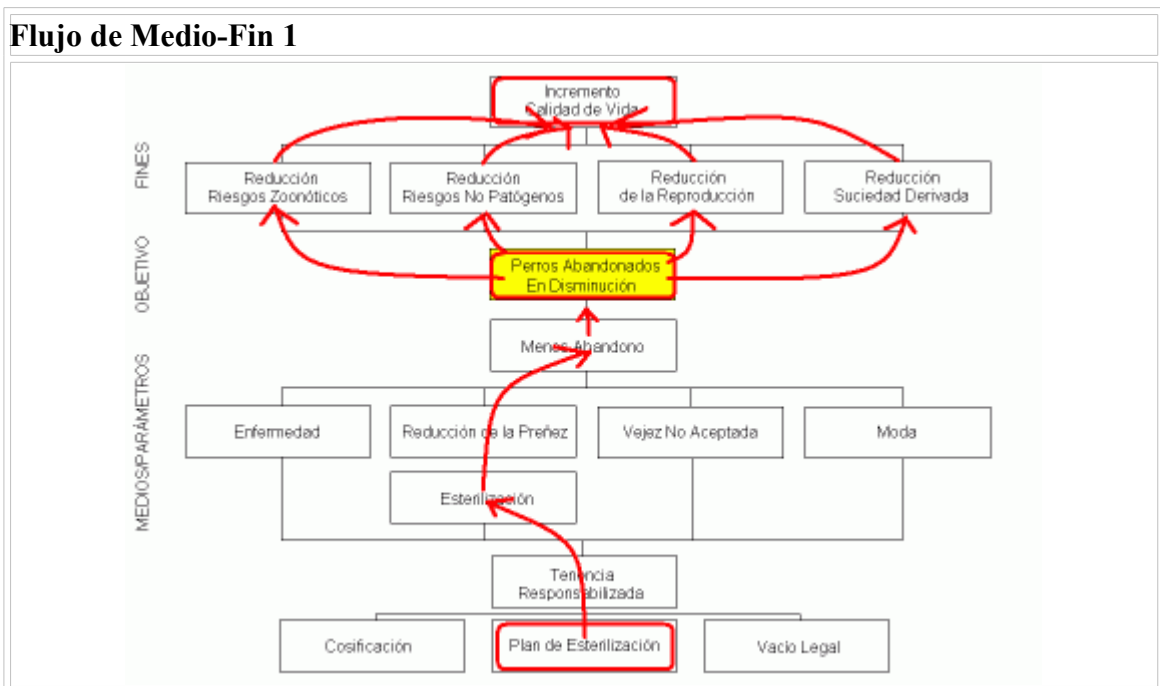 Flujo de Medio-Fin 1
Incremento
Calidad de Vida
FINES
Reducción
Riesgos Zoonóticos
Reducción
Riesgos No Patógenos
Reducción
de la Reproducción
Reducción
Suciedad Derivada
OBJETIVO
Perros Abandonados
En Disminución
MEDIOS/PARÁMETROS
Menos Abandono
Enfermedad
Reducción de la Preñez
Vejez No Aceptada
Moda
Esterilización
Tenencia
Responsabilizada
Cosificación
Plan de Esterilización
Vacío Legal